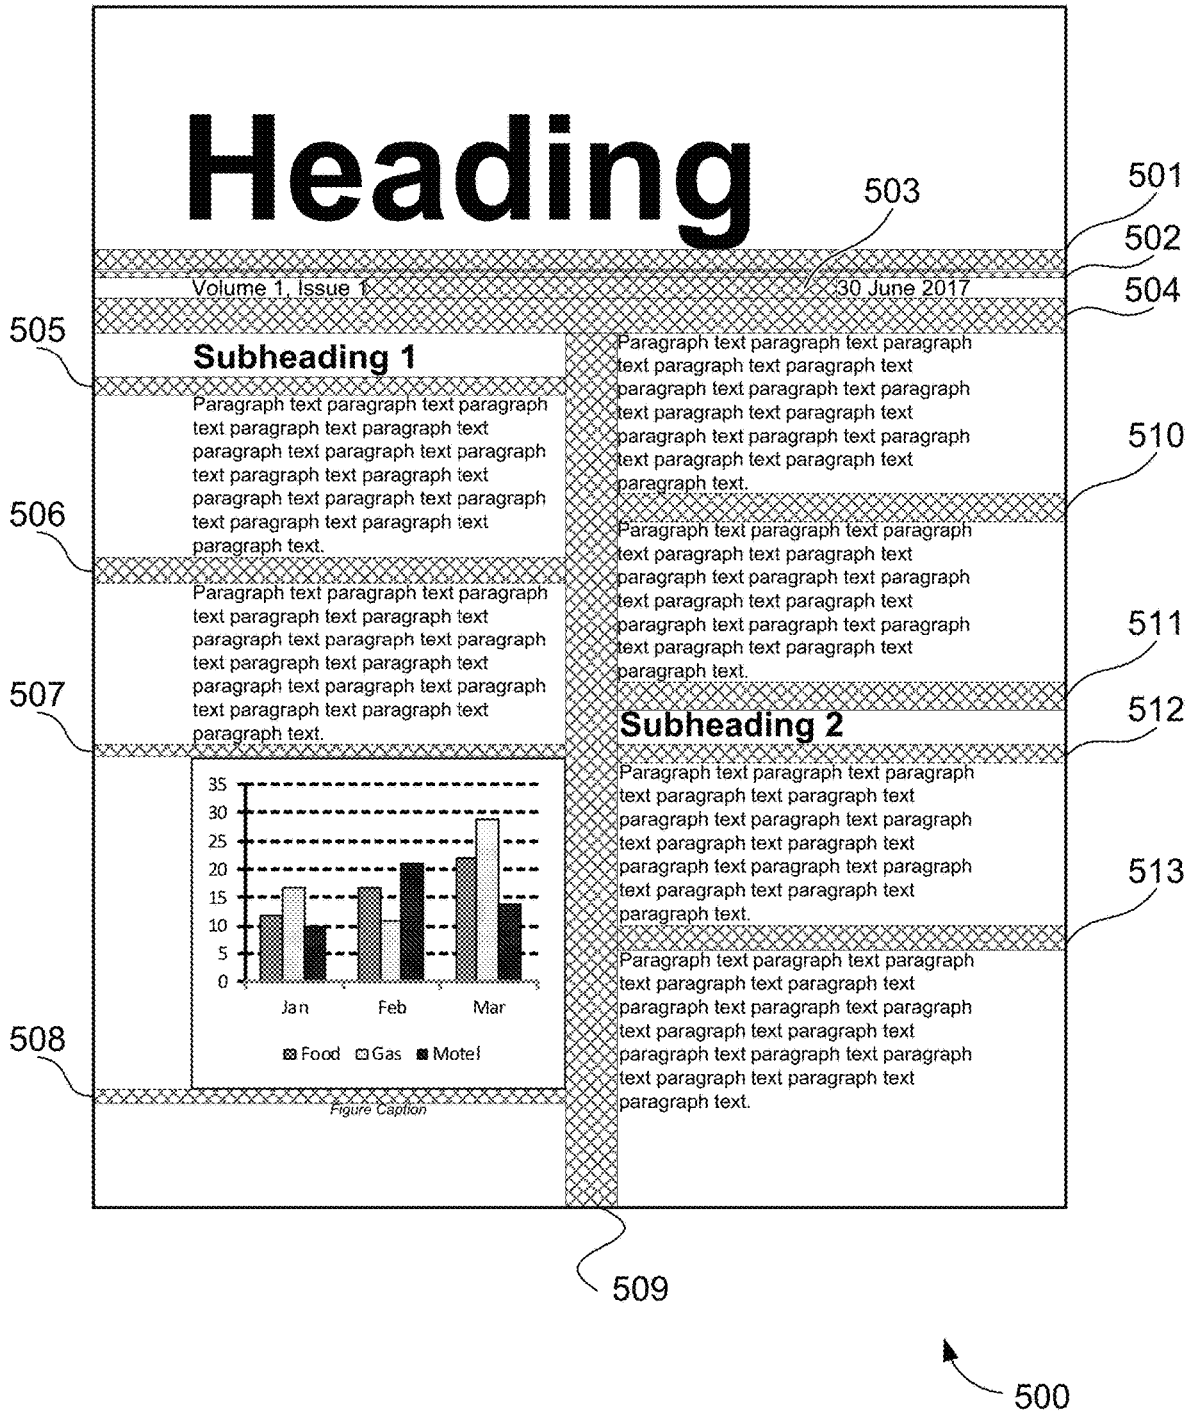 Heading
501
503
502
Volume 1, Issue 1
30 June 2017
504
505
Subheading 1
Paragraph text paragraph text paragraph
text paragraph text paragraph text
paragraph text paragraph text paragraph
text paragraph text paragraph text
paragraph text paragraph text paragraph
text paragraph text paragraph text
paragraph text.
506
Paragraph text paragraph text paragraph
text paragraph text paragraph text
paragraph text paragraph text paragraph
text paragraph text paragraph text
paragraph text paragraph text paragraph
text paragraph text paragraph text
paragraph text.
507
35
30
25
20
15
10
5
0
Jan Feb Mar
Food Gas Motel
508
Figure Caption
Paragraph text paragraph text paragraph
text paragraph text paragraph text
paragraph text paragraph text paragraph
text paragraph text paragraph text
paragraph text paragraph text paragraph
text paragraph text paragraph text
paragraph text.
510
Paragraph text paragraph text paragraph
text paragraph text paragraph text
paragraph text paragraph text paragraph
text paragraph text paragraph text
paragraph text paragraph text paragraph
text paragraph text paragraph text
paragraph text.
511
Subheading 2
512
Paragraph text paragraph text paragraph
text paragraph text paragraph text
paragraph text paragraph text paragraph
text paragraph text paragraph text
paragraph text paragraph text paragraph
text paragraph text paragraph text
paragraph text.
513
Paragraph text paragraph text paragraph
text paragraph text paragraph text
paragraph text paragraph text paragraph
text paragraph text paragraph text
paragraph text paragraph text paragraph
text paragraph text paragraph text
paragraph text.
509
500